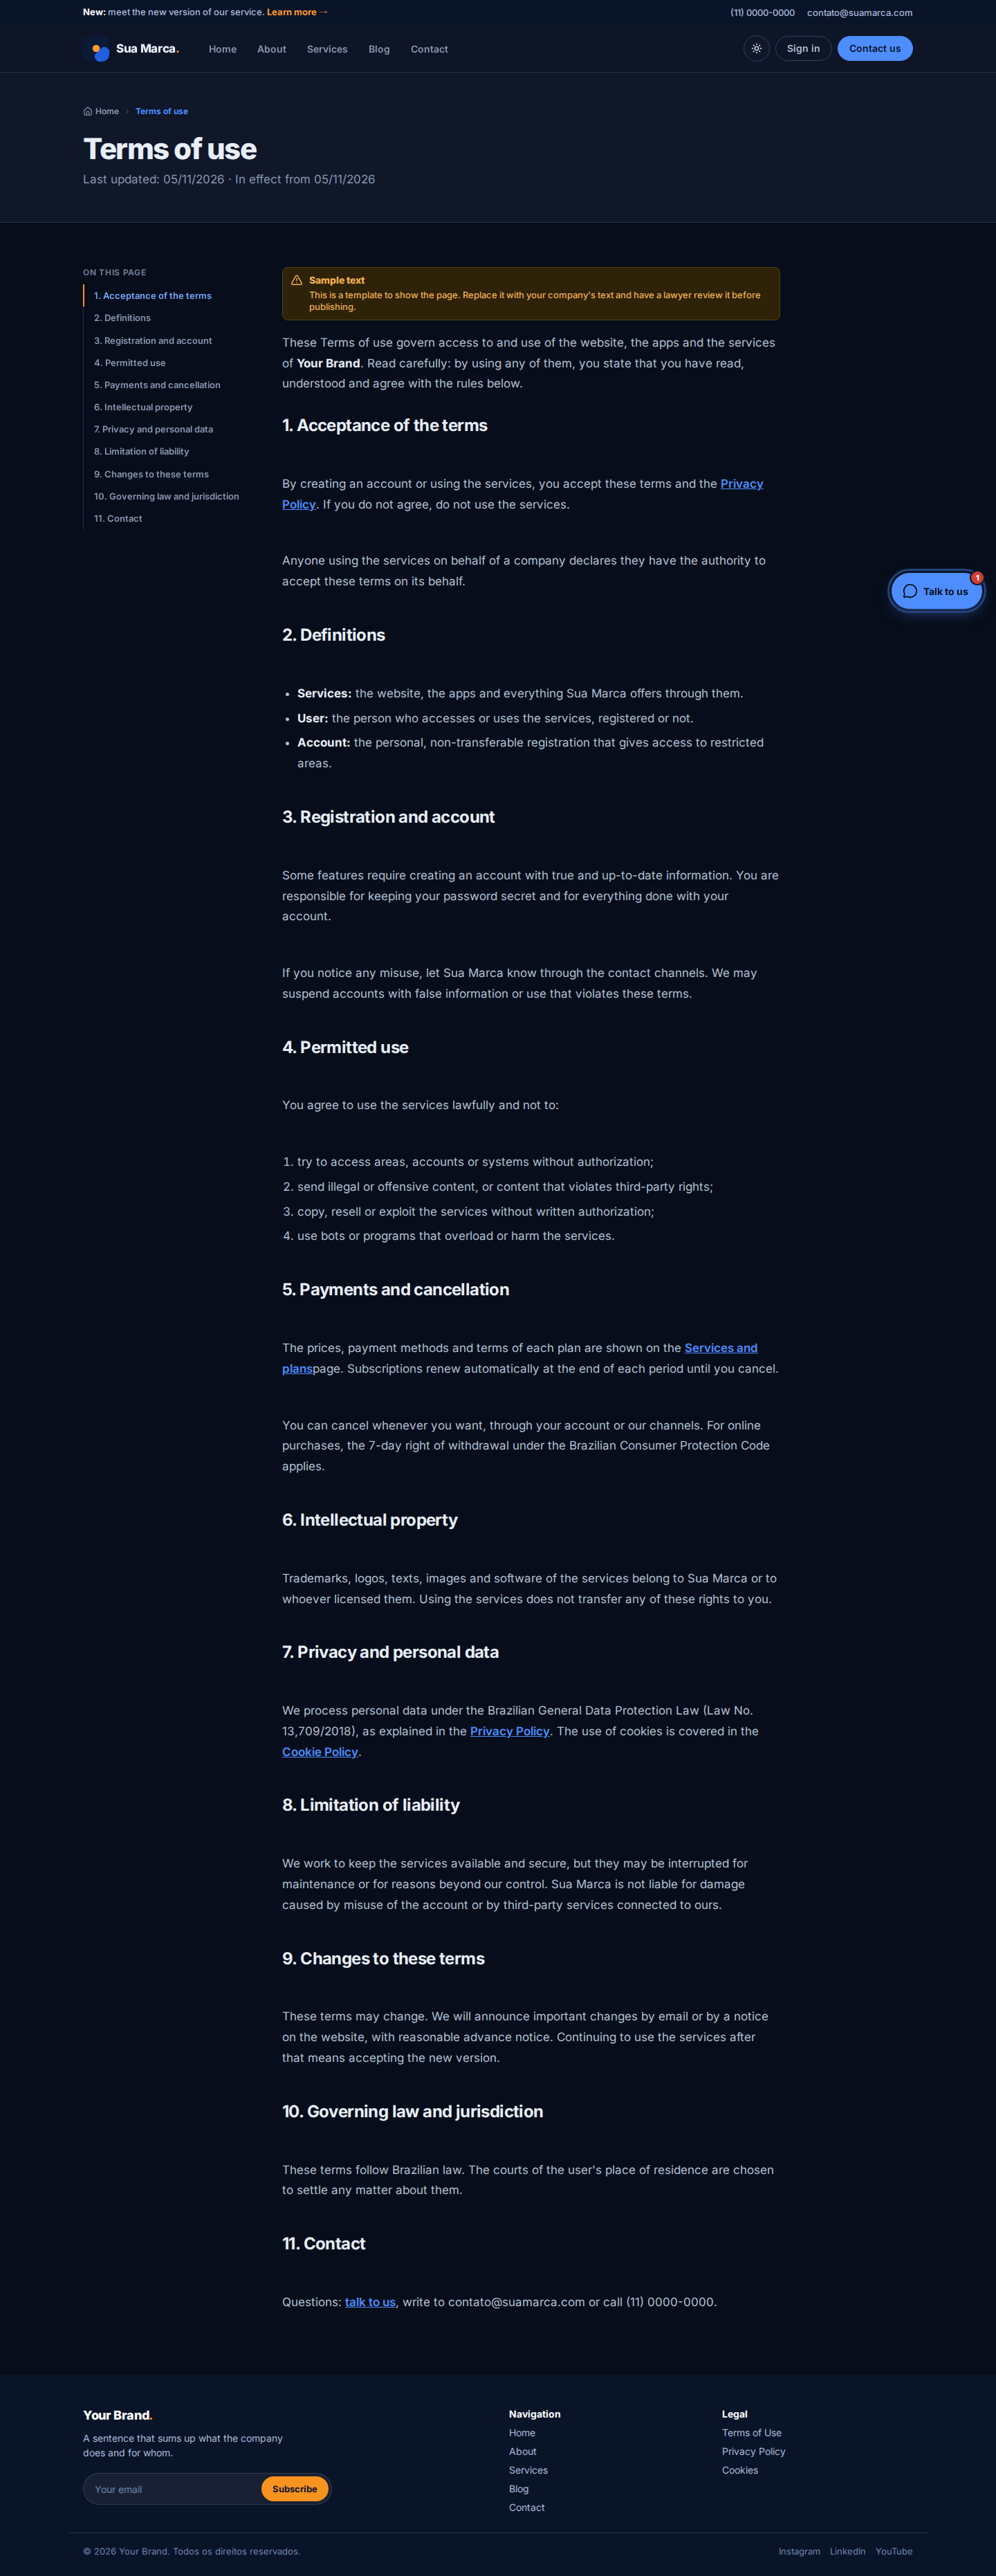 New: meet the new version of our service. Learn more →
(11) 0000-0000 contato@suamarca.com
Sua Marca.
Home About Services Blog Contact
Sign in
Contact us
Home › Terms of use
Terms of use
Last updated: 05/11/2026 · In effect from 05/11/2026
ON THIS PAGE
1. Acceptance of the terms
2. Definitions
3. Registration and account
4. Permitted use
5. Payments and cancellation
6. Intellectual property
7. Privacy and personal data
8. Limitation of liability
9. Changes to these terms
10. Governing law and jurisdiction
11. Contact
Sample text
This is a template to show the page. Replace it with your company's text and have a lawyer review it before
publishing.
These Terms of use govern access to and use of the website, the apps and the services
of Your Brand. Read carefully: by using any of them, you state that you have read,
understood and agree with the rules below.
1. Acceptance of the terms
By creating an account or using the services, you accept these terms and the Privacy
Policy. If you do not agree, do not use the services.
Anyone using the services on behalf of a company declares they have the authority to
accept these terms on its behalf.
Talk to us
1
2. Definitions
• Services: the website, the apps and everything Sua Marca offers through them.
• User: the person who accesses or uses the services, registered or not.
• Account: the personal, non-transferable registration that gives access to restricted
areas.
3. Registration and account
Some features require creating an account with true and up-to-date information. You are
responsible for keeping your password secret and for everything done with your
account.
If you notice any misuse, let Sua Marca know through the contact channels. We may
suspend accounts with false information or use that violates these terms.
4. Permitted use
You agree to use the services lawfully and not to:
1. try to access areas, accounts or systems without authorization;
2. send illegal or offensive content, or content that violates third-party rights;
3. copy, resell or exploit the services without written authorization;
4. use bots or programs that overload or harm the services.
5. Payments and cancellation
The prices, payment methods and terms of each plan are shown on the Services and
planspage. Subscriptions renew automatically at the end of each period until you cancel.
You can cancel whenever you want, through your account or our channels. For online
purchases, the 7-day right of withdrawal under the Brazilian Consumer Protection Code
applies.
6. Intellectual property
Trademarks, logos, texts, images and software of the services belong to Sua Marca or to
whoever licensed them. Using the services does not transfer any of these rights to you.
7. Privacy and personal data
We process personal data under the Brazilian General Data Protection Law (Law No.
13,709/2018), as explained in the Privacy Policy. The use of cookies is covered in the
Cookie Policy.
8. Limitation of liability
We work to keep the services available and secure, but they may be interrupted for
maintenance or for reasons beyond our control. Sua Marca is not liable for damage
caused by misuse of the account or by third-party services connected to ours.
9. Changes to these terms
These terms may change. We will announce important changes by email or by a notice
on the website, with reasonable advance notice. Continuing to use the services after
that means accepting the new version.
10. Governing law and jurisdiction
These terms follow Brazilian law. The courts of the user's place of residence are chosen
to settle any matter about them.
11. Contact
Questions: talk to us, write to contato@suamarca.com or call (11) 0000-0000.
Your Brand.
A sentence that sums up what the company
does and for whom.
Your email
Subscribe
Navigation
Home
About
Services
Blog
Contact
Legal
Terms of Use
Privacy Policy
Cookies
© 2026 Your Brand. Todos os direitos reservados.
Instagram LinkedIn YouTube